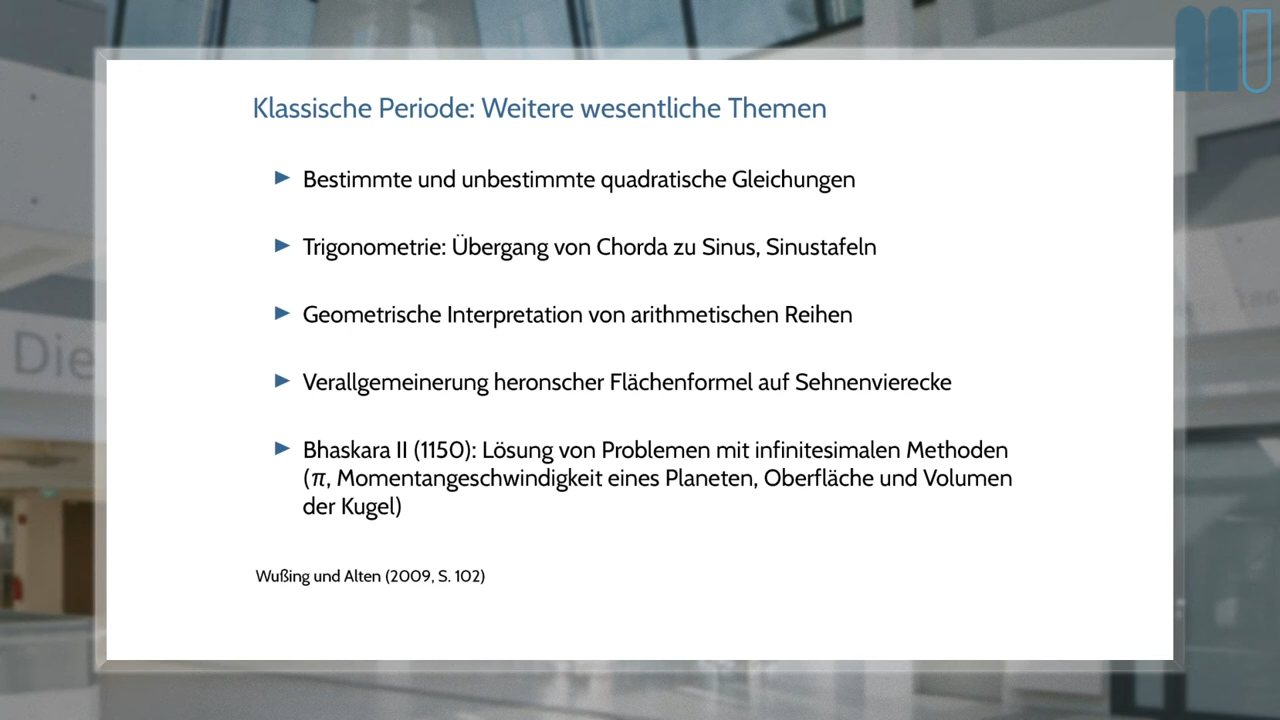 Klassische Periode: Weitere wesentliche Themen
► Bestimmte und unbestimmte quadratische Gleichungen
► Trigonometrie: Übergang von Chorda zu Sinus, Sinustafeln
► Geometrische Interpretation von arithmetischen Reihen
► Verallgemeinerung heronscher Flächenformel auf Sehnenvierecke
► Bhaskara II (1150): Lösung von Problemen mit infinitesimalen Methoden
(π, Momentangeschwindigkeit eines Planeten, Oberfläche und Volumen
der Kugel)
Wußing und Alten (2009, S. 102)
Die